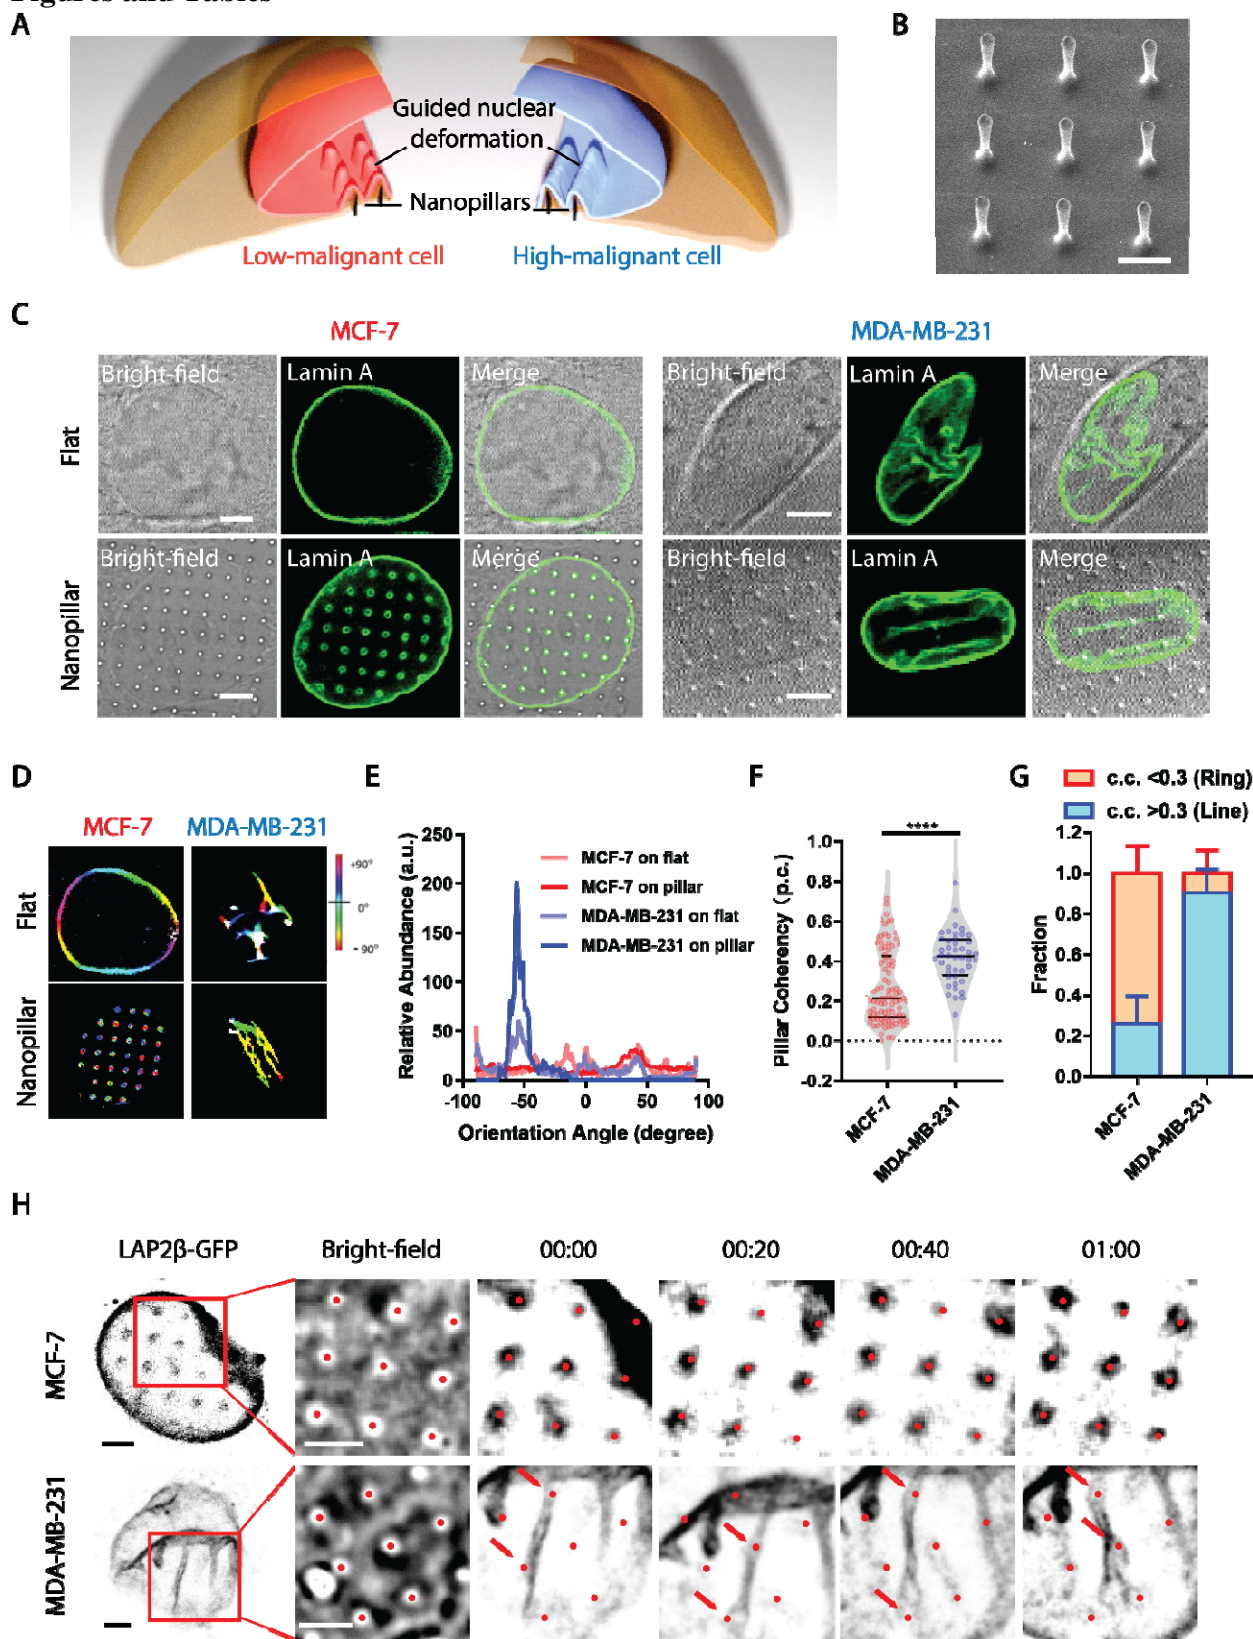 Figures and Tables
A
B
Guided nuclear
deformation
Nanopillars
Low-malignant cell
High-malignant cell
C
MCF-7
MDA-MB-231
Flat
Bright-field
Lamin A
Merge
Bright-field
Lamin A
Merge
Nanopillar
Bright-field
Lamin A
Merge
Bright-field
Lamin A
Merge
D
MCF-7
MDA-MB-231
Flat
Nanopillar
+90°
0°
- 90°
E
Relative Abundance (a.u.)
250
200
150
100
50
0
-100
-50
0
50
100
Orientation Angle (degree)
MCF-7 on flat
MCF-7 on pillar
MDA-MB-231 on flat
MDA-MB-231 on pillar
F
Pillar Coherency (p.c.)
1.0
0.8
0.6
0.4
0.2
0.0
-0.2
****
MCF-7
MDA-MB-231
G
c.c. <0.3 (Ring)
c.c. >0.3 (Line)
Fraction
1.2
1.0
0.8
0.6
0.4
0.2
0.0
MCF-7
MDA-MB-231
H
LAP2β-GFP
Bright-field
00:00
00:20
00:40
01:00
MCF-7
MDA-MB-231